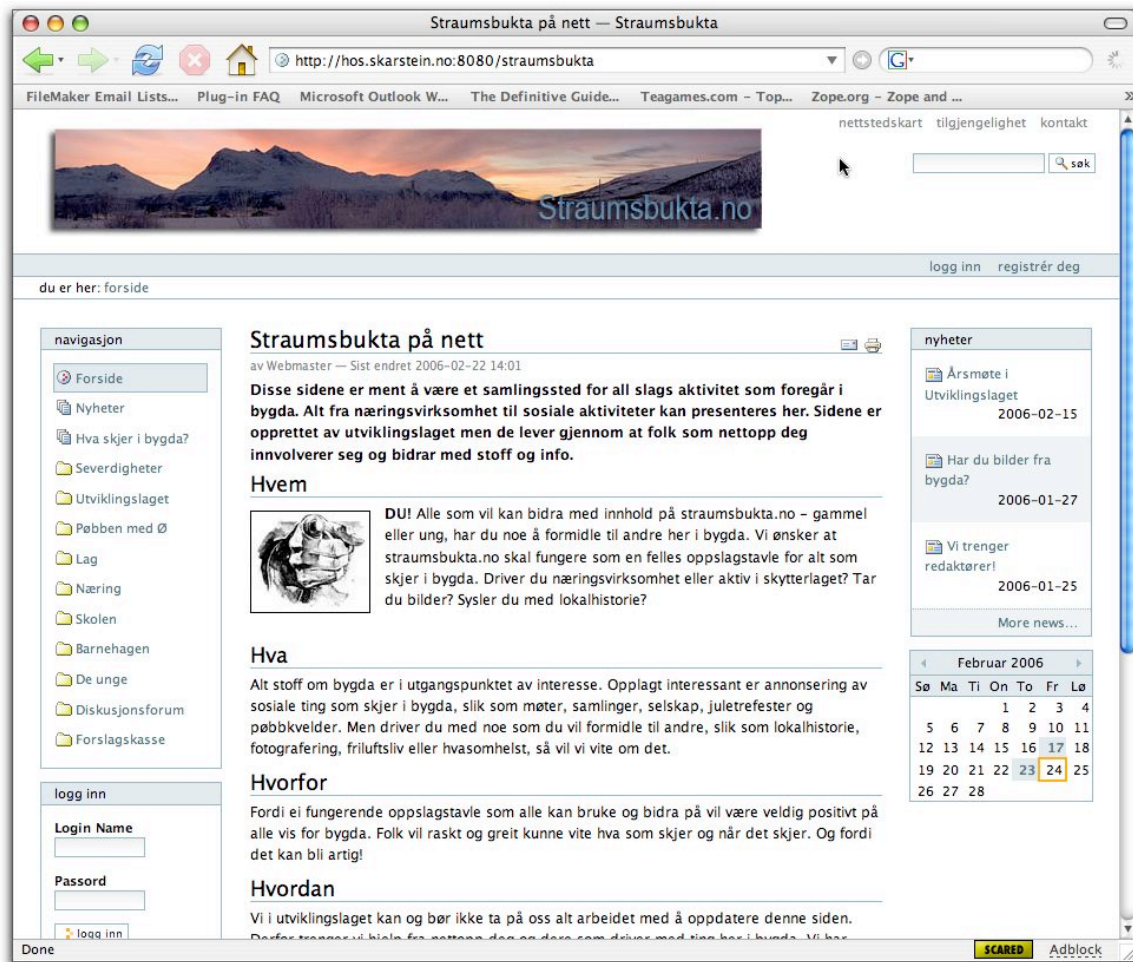 Straumsbukta på nett — Straumsbukta
http://hos.skarstein.no:8080/straumsbukta
G
FileMaker Email Lists... Plug-in FAQ Microsoft Outlook W... The Definitive Guide... Teagames.com – Top... Zope.org – Zope and ... »
nettstedskart tilgjengelighet kontakt
søk
Straumsbukta.no
logg inn registrér deg
du er her: forside
navigasjon
Forside
Nyheter
Hva skjer i bygda?
Severdigheter
Utviklingslaget
Pøbben med Ø
Lag
Næring
Skolen
Barnehagen
De unge
Diskusjonsforum
Forslagskasse
logg inn
Login Name
Passord
logg inn
Straumsbukta på nett
av Webmaster — Sist endret 2006-02-22 14:01
Disse sidene er ment å være et samlingssted for all slags aktivitet som foregår i
bygda. Alt fra næringsvirksomhet til sosiale aktiviteter kan presenteres her. Sidene er
opprettet av utviklingslaget men de lever gjennom at folk som nettopp deg
innvolverer seg og bidrar med stoff og info.
Hvem
DU! Alle som vil kan bidra med innhold på straumsbukta.no – gammel
eller ung, har du noe å formidle til andre her i bygda. Vi ønsker at
straumsbukta.no skal fungere som en felles oppslagstavle for alt som
skjer i bygda. Driver du næringsvirksomhet eller aktiv i skytterlaget? Tar
du bilder? Sysler du med lokalhistorie?
Hva
Alt stoff om bygda er i utgangspunktet av interesse. Opplagt interessant er annonsering av
sosiale ting som skjer i bygda, slik som møter, samlinger, selskap, juletrefester og
pøbbkvelder. Men driver du med noe som du vil formidle til andre, slik som lokalhistorie,
fotografering, friluftsliv eller hvasomhelst, så vil vi vite om det.
Hvorfor
Fordi ei fungerende oppslagstavle som alle kan bruke og bidra på vil være veldig positivt på
alle vis for bygda. Folk vil raskt og greit kunne vite hva som skjer og når det skjer. Og fordi
det kan bli artig!
Hvordan
Vi i utviklingslaget kan og bør ikke ta på oss alt arbeidet med å oppdatere denne siden.
Derfor trenger vi hjelp fra nettopp deg og dere som driver med ting her i bygda. Vi har
nyheter
Årsmøte i
Utviklingslaget
2006-02-15
Har du bilder fra
bygda?
2006-01-27
Vi trenger
redaktører!
2006-01-25
More news...
Februar 2006
Sø Ma Ti On To Fr Lø
1 2 3 4
5 6 7 8 9 10 11
12 13 14 15 16 17 18
19 20 21 22 23 24 25
26 27 28
Done SCARED Adblock